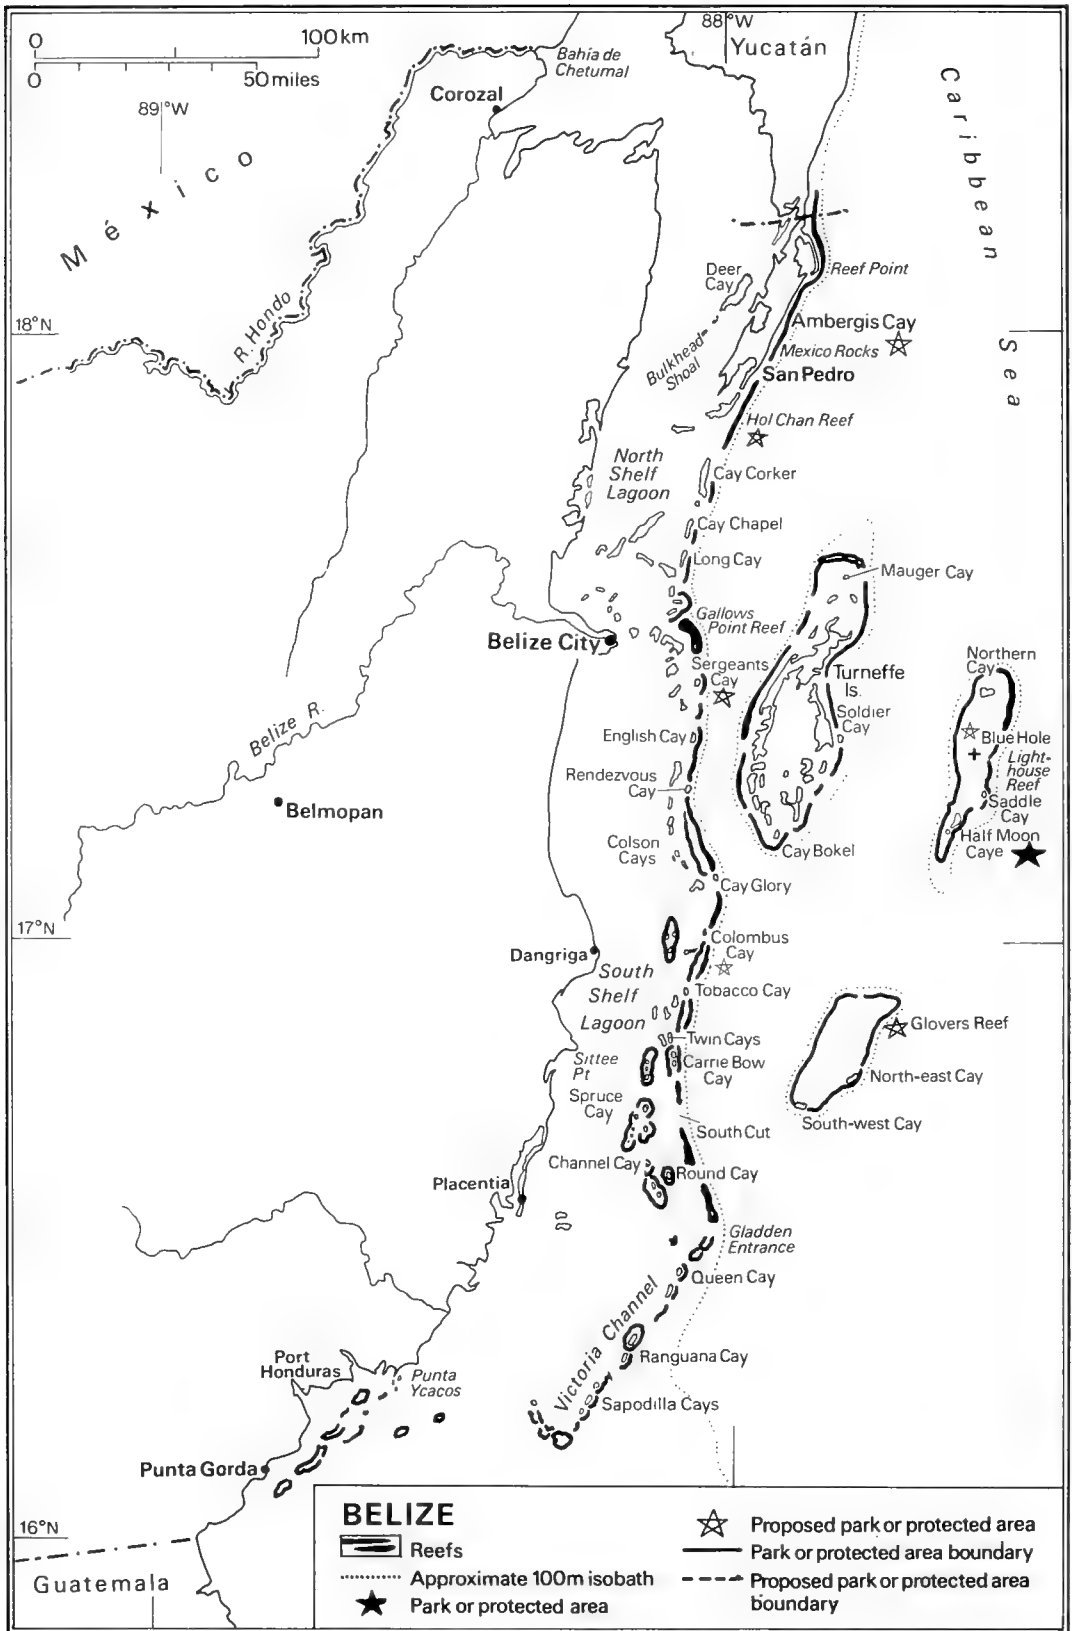 0 100km
0 50 miles
89°W
88°W
Yucatán
Bahía de
Chetumal
Corozal
México
Caribbean Sea
Deer
Cay
Reef Point
R. Hondo
18°N
Ambergis Cay
Mexico Rocks
Bulkhead
Shoal
San Pedro
Hol Chan Reef
North
Shelf
Lagoon
Cay Corker
Cay Chapel
Long Cay
Mauger Cay
Gallows
Point Reef
Belize City
Sergeants
Cay
Turneffe
Is.
Northern
Cay
Soldier
Cay
Belize R.
English Cay
Blue Hole
Light-
house
Reef
Rendezvous
Cay
Saddle
Cay
Belmopan
Half Moon
Caye
Colson
Cays
Cay Bokel
Cay Glory
17°N
Dangriga
Colombus
Cay
South
Shelf
Lagoon
Tobacco Cay
Glovers Reef
Twin Cays
Sittee
Pt
Carrie Bow
Cay
North-east Cay
Spruce
Cay
South-west Cay
South Cut
Channel Cay
Round Cay
Placentia
Gladden
Entrance
Queen Cay
Victoria Channel
Port
Honduras
Ranguana Cay
Punta
Ycacos
Sapodilla Cays
Punta Gorda
16°N
Guatemala
BELIZE
Reefs
Approximate 100m isobath
Park or protected area
Proposed park or protected area
Park or protected area boundary
Proposed park or protected area
boundary